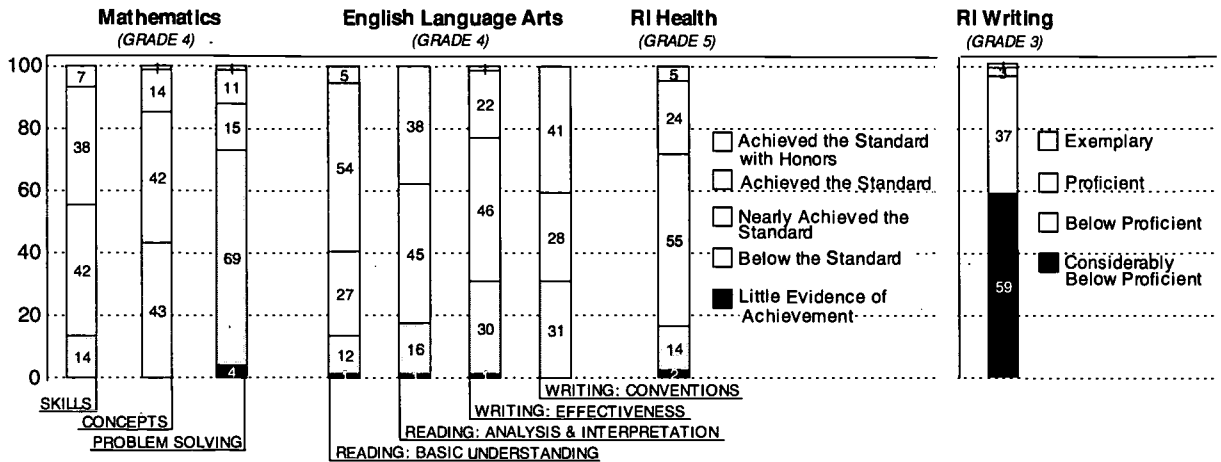 Mathematics
(GRADE 4)
English Language Arts
(GRADE 4)
RI Health
(GRADE 5)
RI Writing
(GRADE 3)
100
80
60
40
20
0
7
38
42
14
1
14
42
43
1
11
15
69
4
5
54
27
12
38
45
16
1
22
46
30
41
28
31
5
24
55
14
2
3
37
59
Achieved the Standard
with Honors
Achieved the Standard
Nearly Achieved the
Standard
Below the Standard
Little Evidence of
Achievement
Exemplary
Proficient
Below Proficient
Considerably
Below Proficient
SKILLS
CONCEPTS
PROBLEM SOLVING
WRITING: CONVENTIONS
WRITING: EFFECTIVENESS
READING: ANALYSIS & INTERPRETATION
READING: BASIC UNDERSTANDING